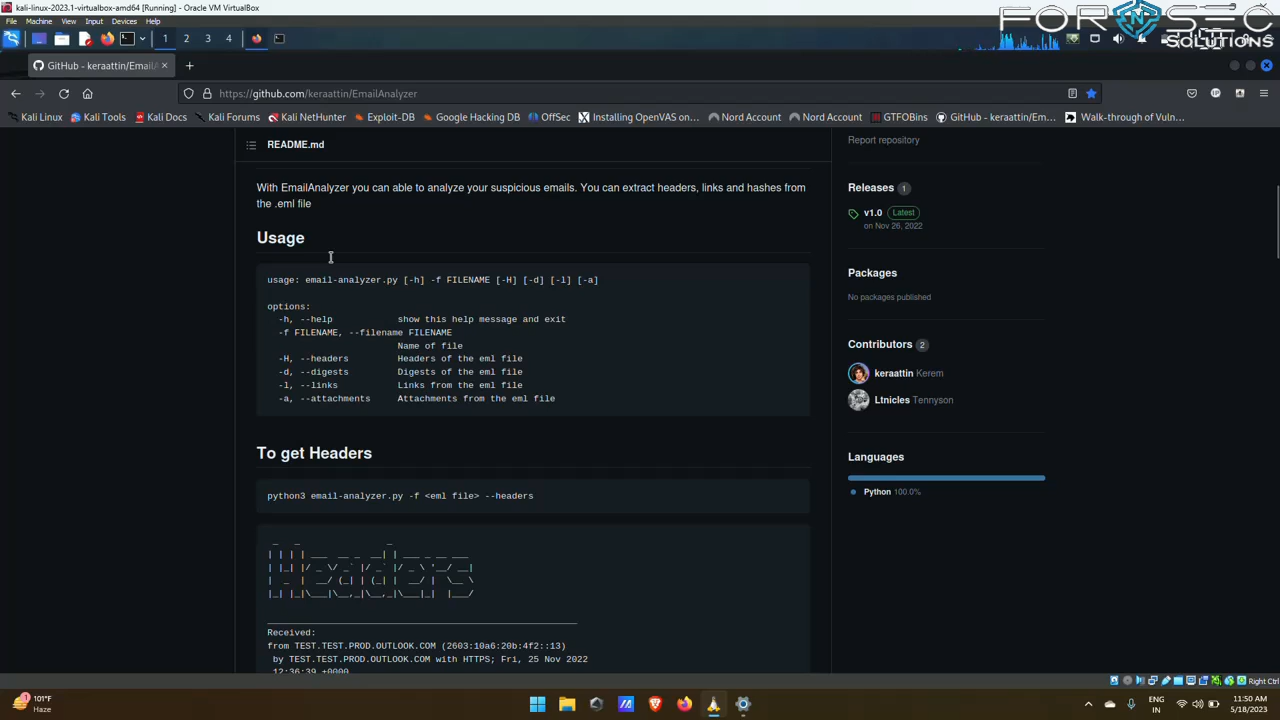 kali-linux-2023.1-virtualbox-amd64 [Running] - Oracle VM VirtualBox
File Machine View Input Devices Help
FORNSEC
SOLUTIONS
1 2 3 4
GitHub - keraattin/EmailA
https://github.com/keraattin/EmailAnalyzer
Kali Linux Kali Tools Kali Docs Kali Forums Kali NetHunter Exploit-DB Google Hacking DB OffSec Installing OpenVAS on... Nord Account Nord Account GTFOBins GitHub - keraattin/Em... Walk-through of Vuln...
README.md
With EmailAnalyzer you can able to analyze your suspicious emails. You can extract headers, links and hashes from
the .eml file
Usage
usage: email-analyzer.py [-h] -f FILENAME [-H] [-d] [-l] [-a]
options:
-h, --help show this help message and exit
-f FILENAME, --filename FILENAME
Name of file
-H, --headers Headers of the eml file
-d, --digests Digests of the eml file
-l, --links Links from the eml file
-a, --attachments Attachments from the eml file
To get Headers
python3 email-analyzer.py -f <eml file> --headers
Headers
Received:
from TEST.TEST.PROD.OUTLOOK.COM (2603:10a6:20b:4f2::13)
by TEST.TEST.PROD.OUTLOOK.COM with HTTPS; Fri, 25 Nov 2022
12:36:39 +0000
Report repository
Releases 1
v1.0 Latest
on Nov 26, 2022
Packages
No packages published
Contributors 2
keraattin Kerem
Ltnicles Tennyson
Languages
Python 100.0%
Right Ctrl
101°F
Haze
ENG
IN
11:50 AM
5/18/2023